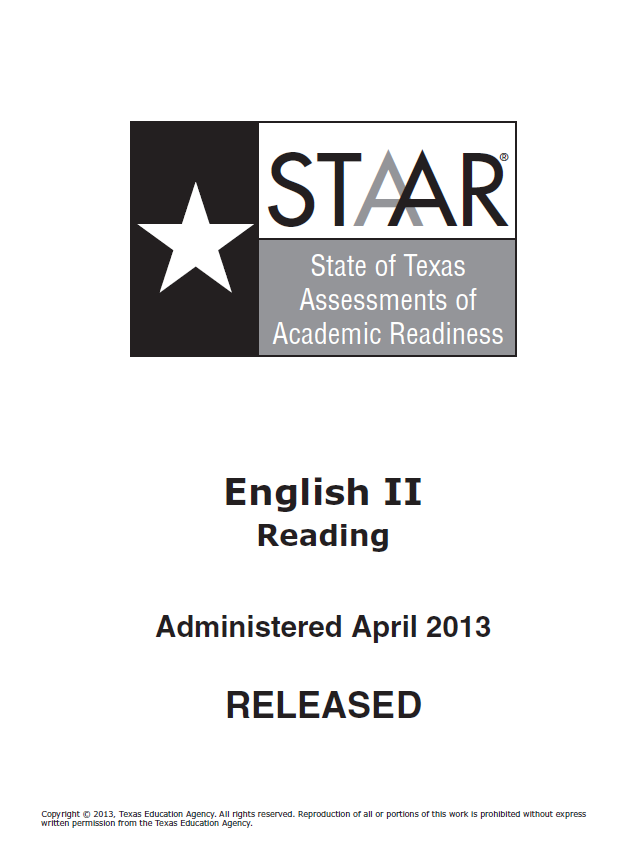 STAAR®
State of Texas
Assessments of
Academic Readiness
English II
Reading
Administered April 2013
RELEASED
Copyright © 2013, Texas Education Agency. All rights reserved. Reproduction of all or portions of this work is prohibited without express
written permission from the Texas Education Agency.